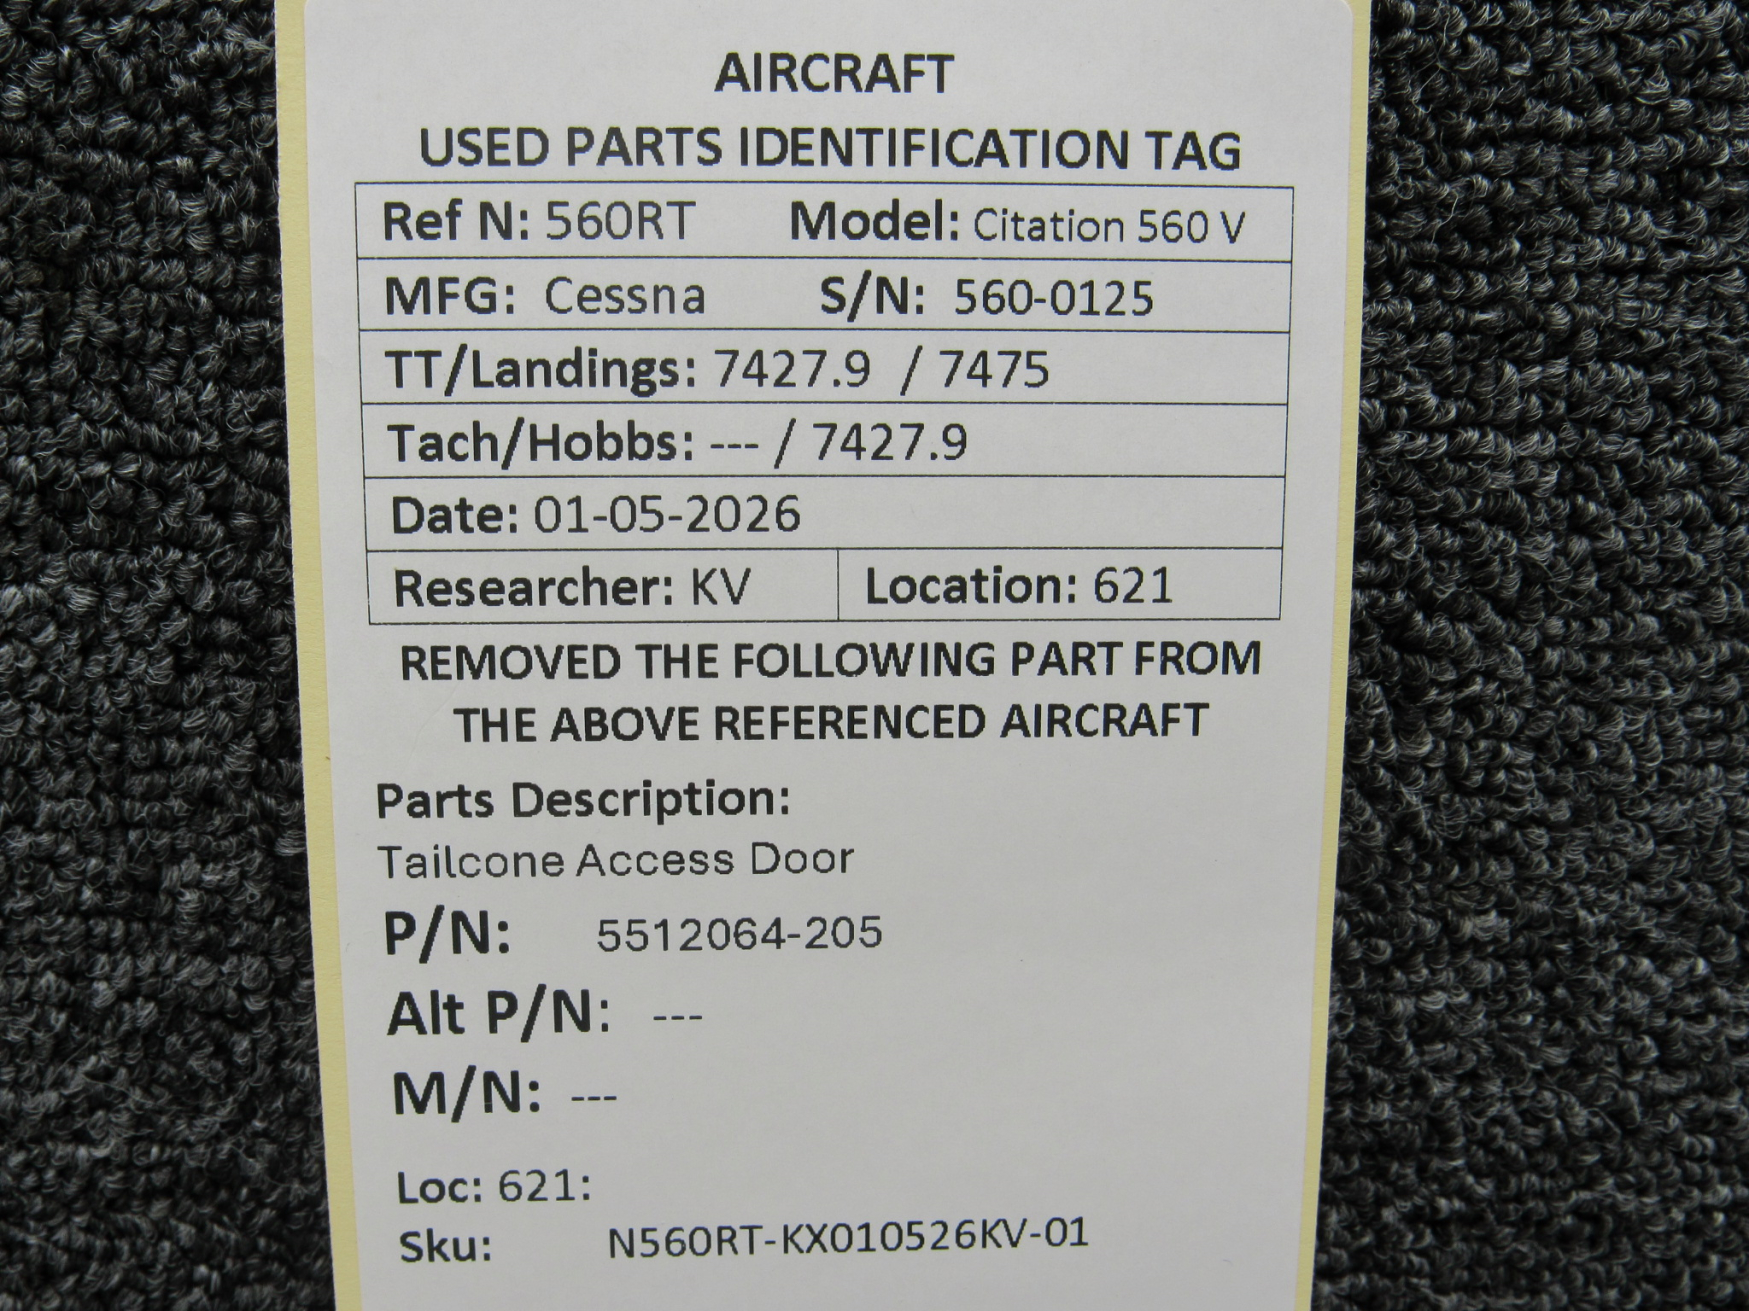 AIRCRAFT
USED PARTS IDENTIFICATION TAG
Ref N: 560RT Model: Citation 560 V
MFG: Cessna S/N: 560-0125
TT/Landings: 7427.9 / 7475
Tach/Hobbs: --- / 7427.9
Date: 01-05-2026
Researcher: KV Location: 621
REMOVED THE FOLLOWING PART FROM
THE ABOVE REFERENCED AIRCRAFT
Parts Description:
Tailcone Access Door
P/N: 5512064-205
Alt P/N: ---
M/N: ---
Loc: 621:
Sku: N560RT-KX010526KV-01